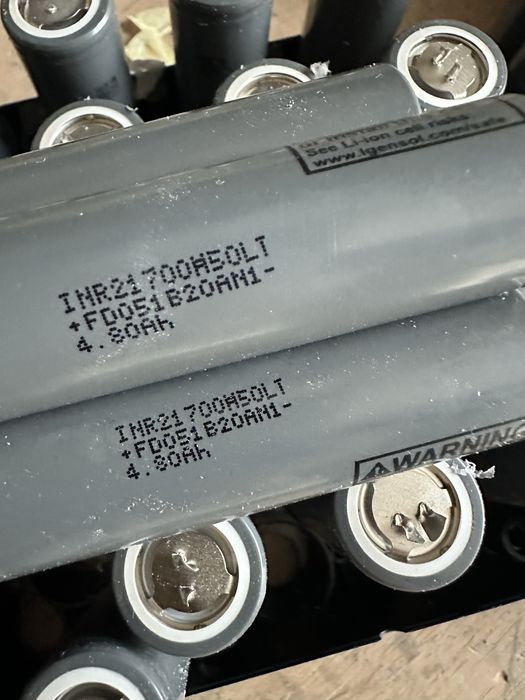 See Li-ion cell risks
www.lgensol.com/safe
INR21700M50LT
+FD051B20AN1-
4.80Ah
INR21700M50LT
+FD051B20AN1-
4.80Ah
WARNING